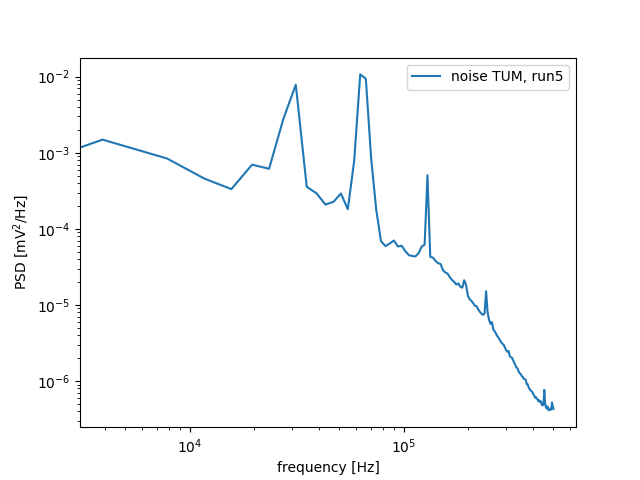 noise TUM, run5
PSD [mV²/Hz]
10⁻²
10⁻³
10⁻⁴
10⁻⁵
10⁻⁶
10⁴ 10⁵
frequency [Hz]